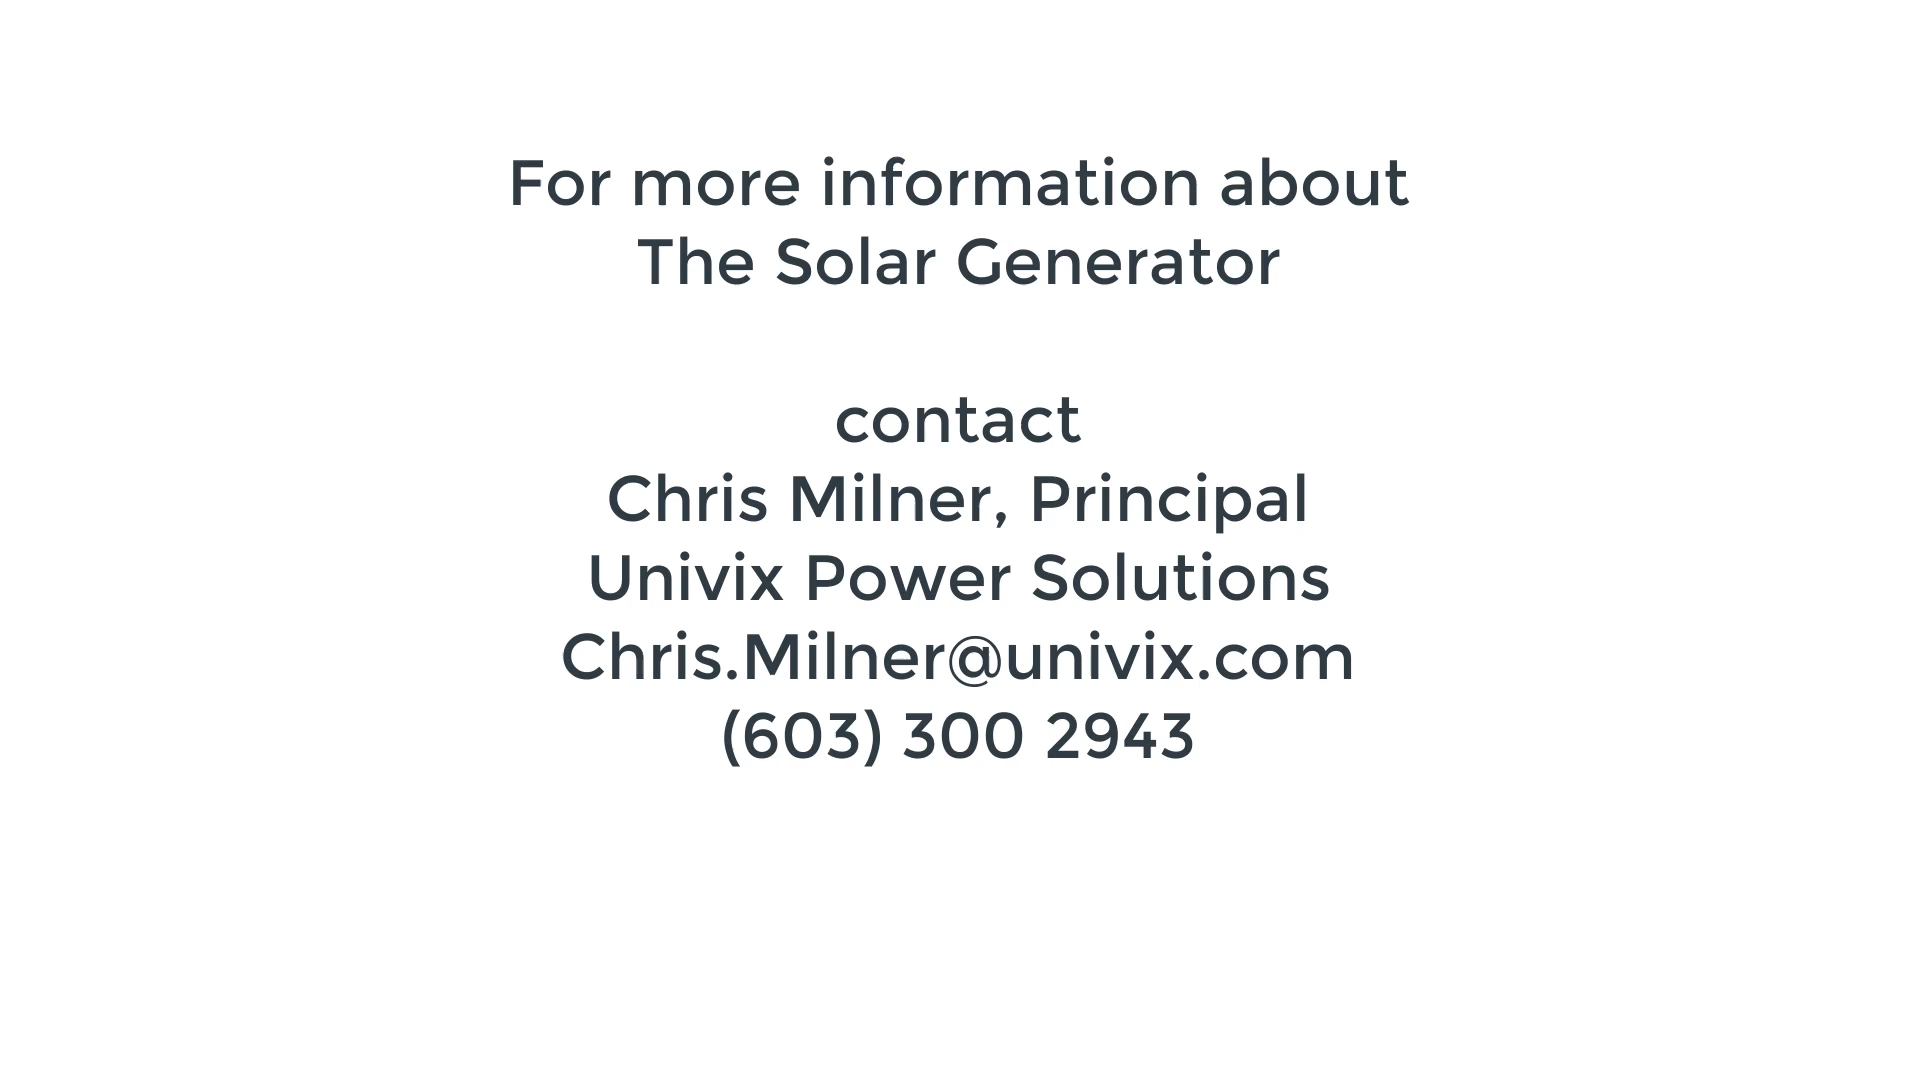 For more information about
The Solar Generator
contact
Chris Milner, Principal
Univix Power Solutions
Chris.Milner@univix.com
(603) 300 2943